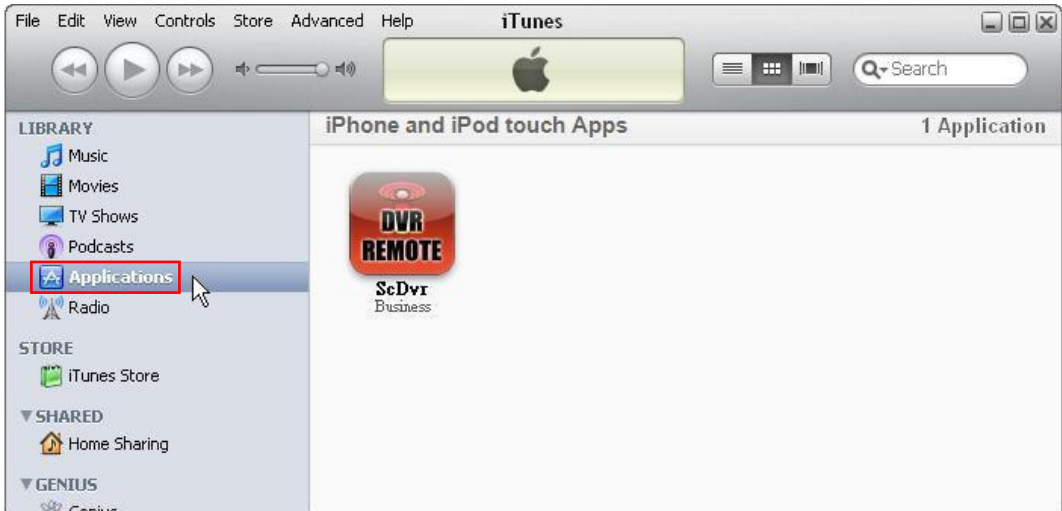 File Edit View Controls Store Advanced Help iTunes
Search
LIBRARY
iPhone and iPod touch Apps 1 Application
Music
Movies
TV Shows
Podcasts
Applications
Radio
DVR
REMOTE
ScDvr
Business
STORE
iTunes Store
SHARED
Home Sharing
GENIUS
Genius